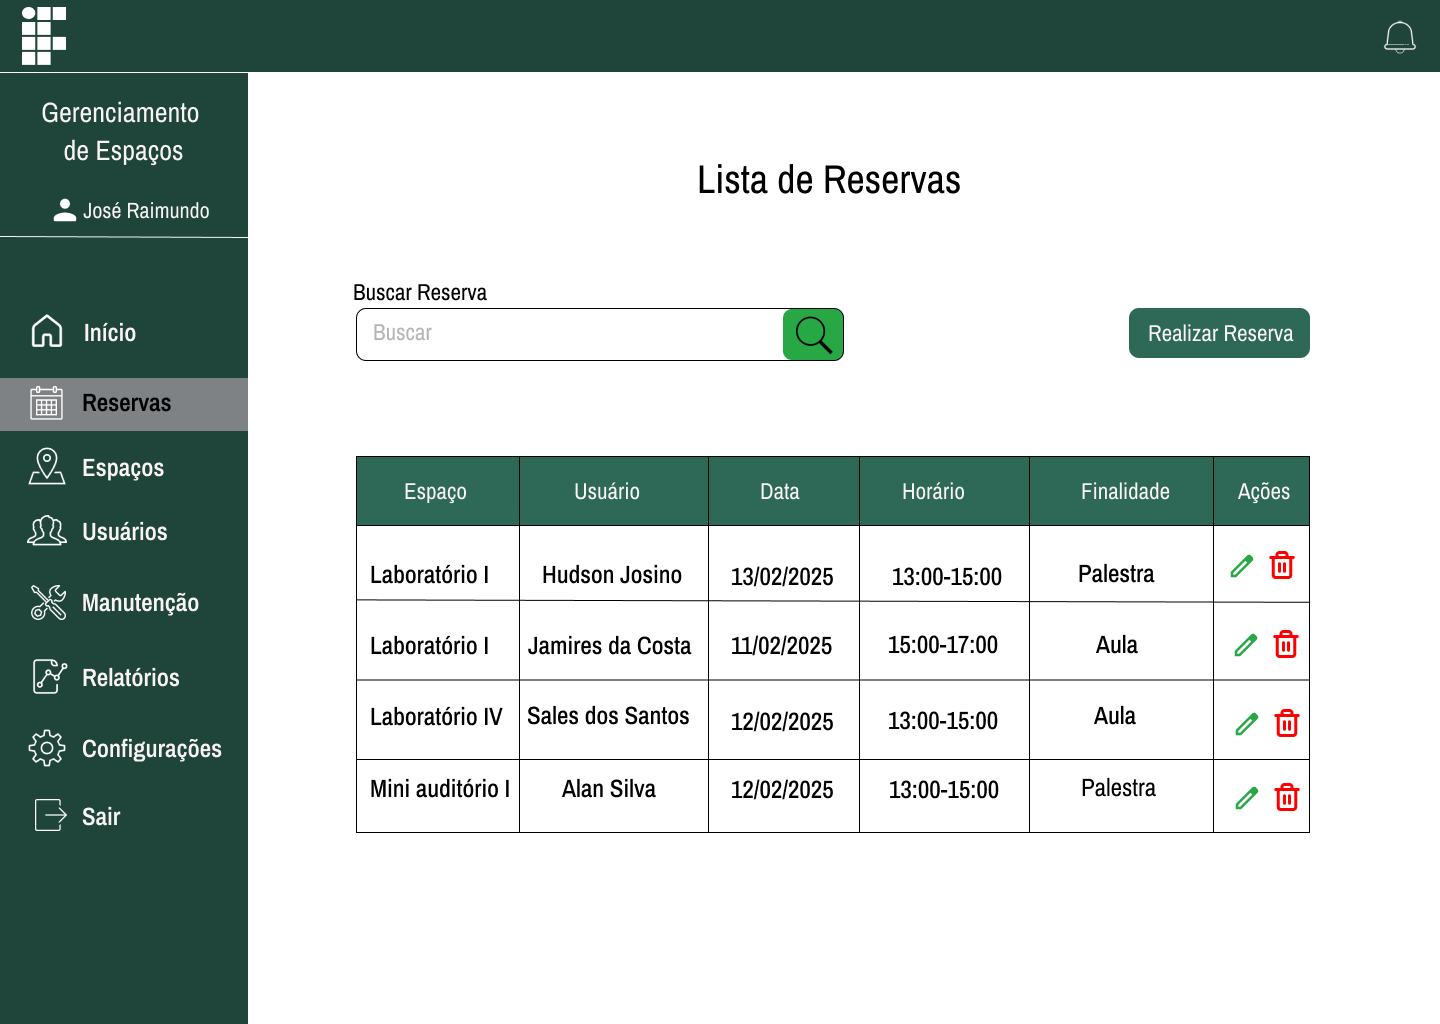 Gerenciamento
de Espaços
José Raimundo
Início
Reservas
Espaços
Usuários
Manutenção
Relatórios
Configurações
Sair
Lista de Reservas
Buscar Reserva
Buscar
Realizar Reserva
Espaço Usuário Data Horário Finalidade Ações
Laboratório I Hudson Josino 13/02/2025 13:00-15:00 Palestra
Laboratório I Jamires da Costa 11/02/2025 15:00-17:00 Aula
Laboratório IV Sales dos Santos 12/02/2025 13:00-15:00 Aula
Mini auditório I Alan Silva 12/02/2025 13:00-15:00 Palestra